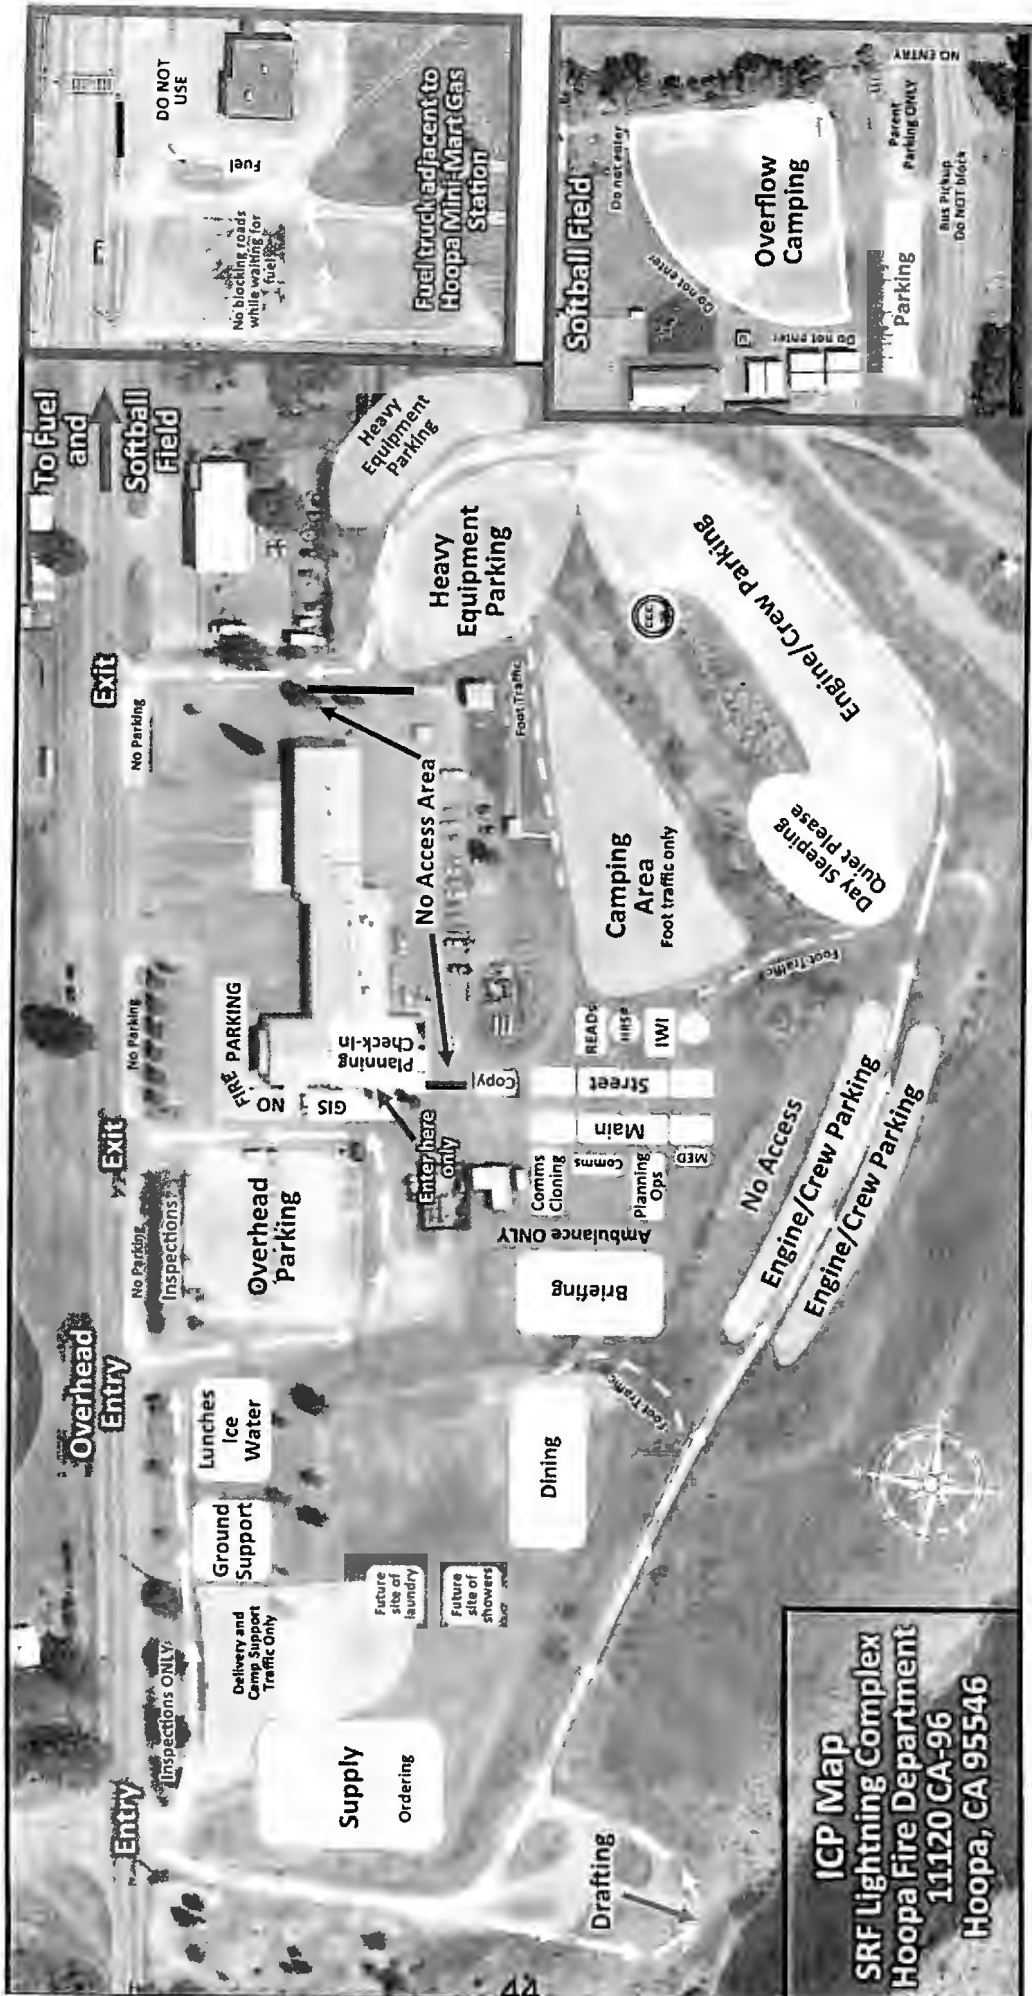 Entry
Inspections ONLY
Overhead
Entry
No Parking
Inspections
Exit
No Parking
No Parking
Exit
To Fuel
and
Softball
Field
Supply
Ordering
Delivery and
Camp Support
Traffic Only
Ground
Support
Lunches
Ice
Water
Overhead
Parking
NO
FIRE PARKING
GIS
Planning
Check-In
Enter here
only
No Access Area
Heavy
Equipment
Parking
Heavy
Equipment
Parking
Future
site of
laundry
Future
site of
showers
Dining
Foot Traffic
Briefing
Ambulance ONLY
Comms
Cloning
Comms
Planning
Ops
MED
Main
Street
Copy
READs
HRSP
IWI
Camping
Area
Foot traffic only
Foot Traffic
Foot Traffic
CCC
Day Sleeping
Quiet Please
Engine/Crew Parking
No Access
Engine/Crew Parking
Engine/Crew Parking
Drafting
ICP Map
SRF Lightning Complex
Hoopa Fire Department
11120 CA-96
Hoopa, CA 95546
DO NOT
USE
Fuel
No blocking roads
while waiting for
fuel
Fuel truck adjacent to
Hoopa Mini-Mart Gas
Station
Softball Field
Do not enter
Do not enter
Do not enter
Overflow
Camping
Parking
Parent
Parking ONLY
NO ENTRY
Bus Pickup
Do NOT block
44